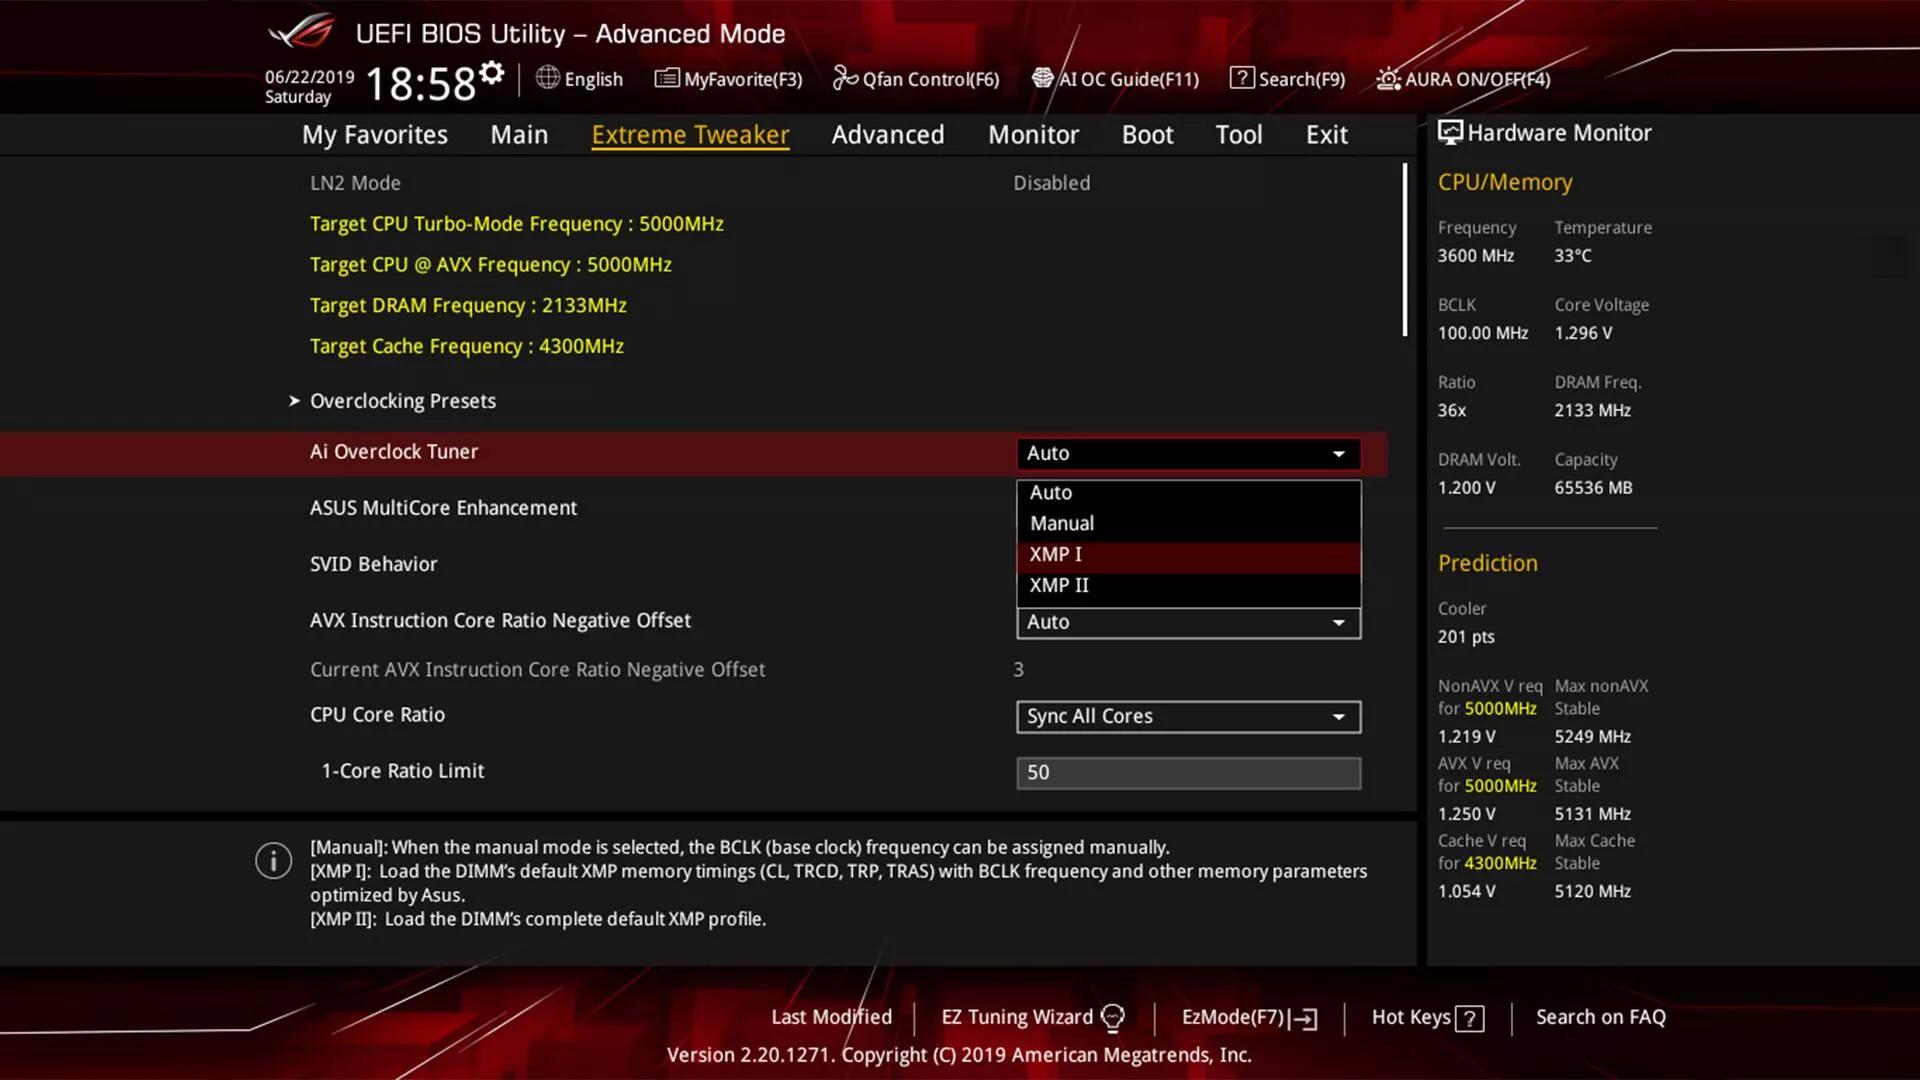 UEFI BIOS Utility – Advanced Mode
06/22/2019
Saturday
18:58
English
MyFavorite(F3)
Qfan Control(F6)
AI OC Guide(F11)
? Search(F9)
AURA ON/OFF(F4)
My Favorites
Main
Extreme Tweaker
Advanced
Monitor
Boot
Tool
Exit
LN2 Mode Disabled
Target CPU Turbo-Mode Frequency : 5000MHz
Target CPU @ AVX Frequency : 5000MHz
Target DRAM Frequency : 2133MHz
Target Cache Frequency : 4300MHz
Overclocking Presets
Ai Overclock Tuner Auto
Auto
ASUS MultiCore Enhancement
Manual
XMP I
SVID Behavior
XMP II
AVX Instruction Core Ratio Negative Offset Auto
Current AVX Instruction Core Ratio Negative Offset 3
CPU Core Ratio Sync All Cores
1-Core Ratio Limit 50
[Manual]: When the manual mode is selected, the BCLK (base clock) frequency can be assigned manually.
[XMP I]: Load the DIMM's default XMP memory timings (CL, TRCD, TRP, TRAS) with BCLK frequency and other memory parameters
optimized by Asus.
[XMP II]: Load the DIMM's complete default XMP profile.
Hardware Monitor
CPU/Memory
Frequency Temperature
3600 MHz 33°C
BCLK Core Voltage
100.00 MHz 1.296 V
Ratio DRAM Freq.
36x 2133 MHz
DRAM Volt. Capacity
1.200 V 65536 MB
Prediction
Cooler
201 pts
NonAVX V req Max nonAVX
for 5000MHz Stable
1.219 V 5249 MHz
AVX V req Max AVX
for 5000MHz Stable
1.250 V 5131 MHz
Cache V req Max Cache
for 4300MHz Stable
1.054 V 5120 MHz
Last Modified
EZ Tuning Wizard
EzMode(F7)
Hot Keys ?
Search on FAQ
Version 2.20.1271. Copyright (C) 2019 American Megatrends, Inc.